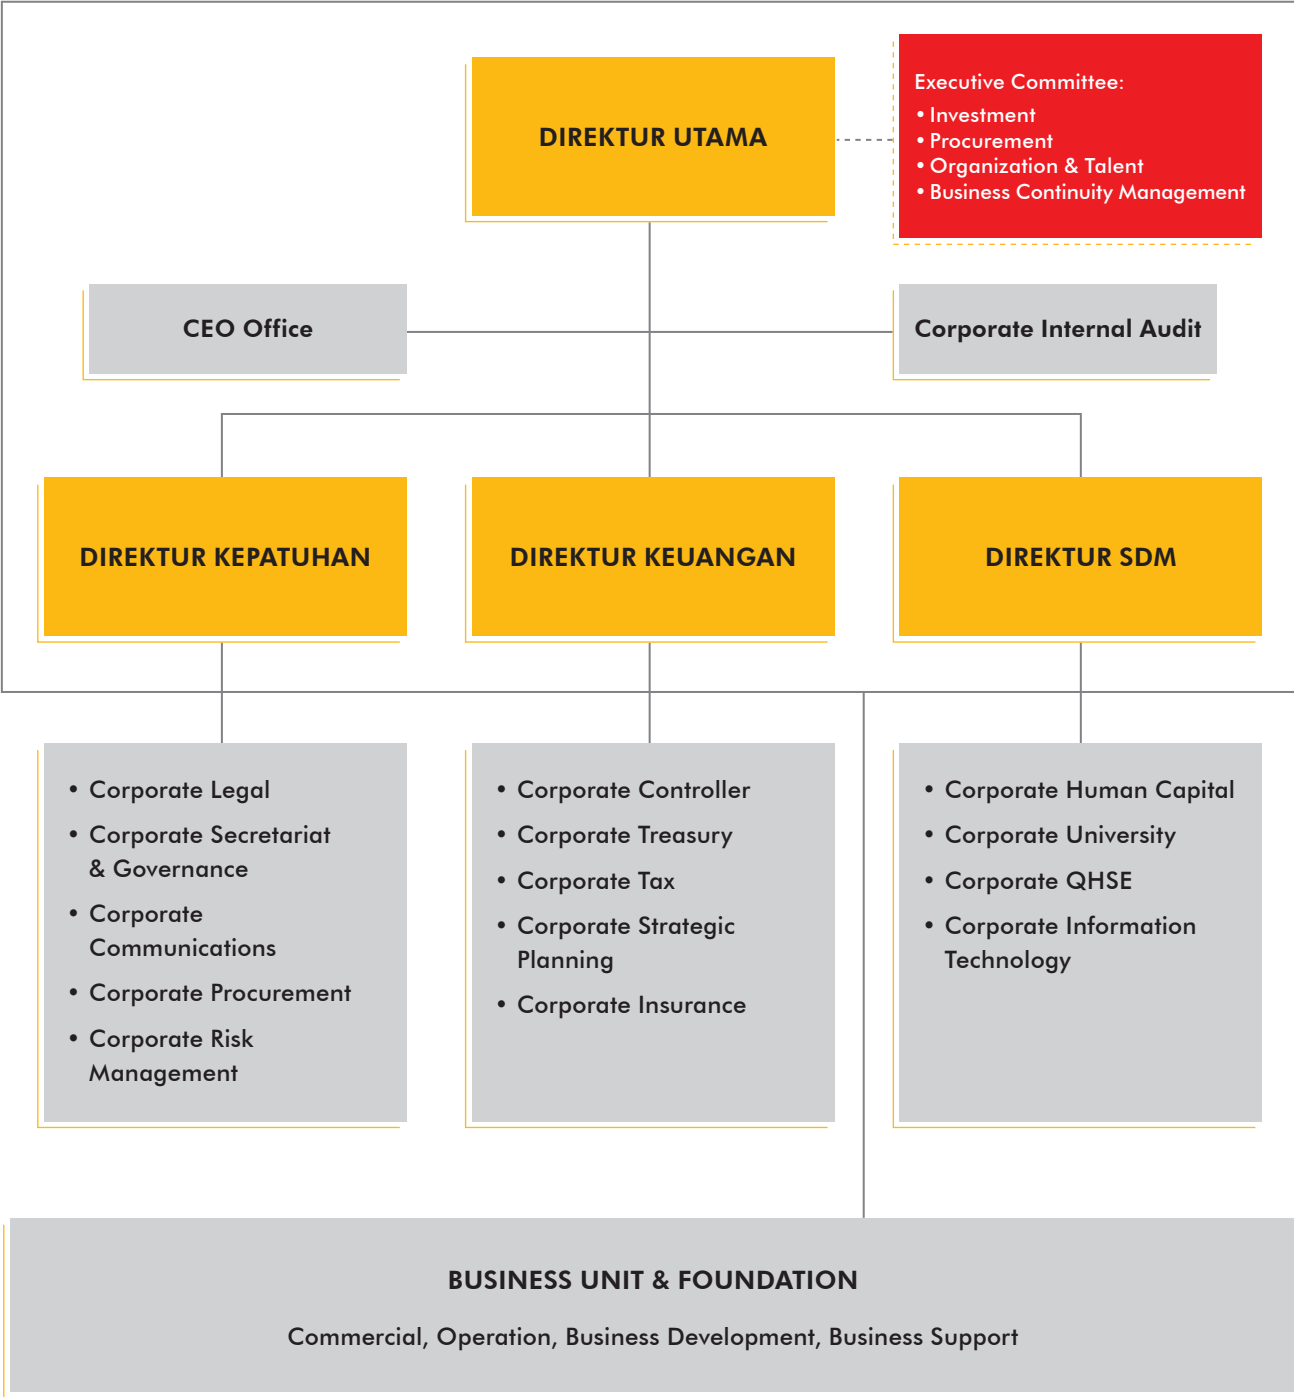 DIREKTUR UTAMA
Executive Committee:
• Investment
• Procurement
• Organization & Talent
• Business Continuity Management
CEO Office
Corporate Internal Audit
DIREKTUR KEPATUHAN
DIREKTUR KEUANGAN
DIREKTUR SDM
• Corporate Legal
• Corporate Secretariat
& Governance
• Corporate
Communications
• Corporate Procurement
• Corporate Risk
Management
• Corporate Controller
• Corporate Treasury
• Corporate Tax
• Corporate Strategic
Planning
• Corporate Insurance
• Corporate Human Capital
• Corporate University
• Corporate QHSE
• Corporate Information
Technology
BUSINESS UNIT & FOUNDATION
Commercial, Operation, Business Development, Business Support